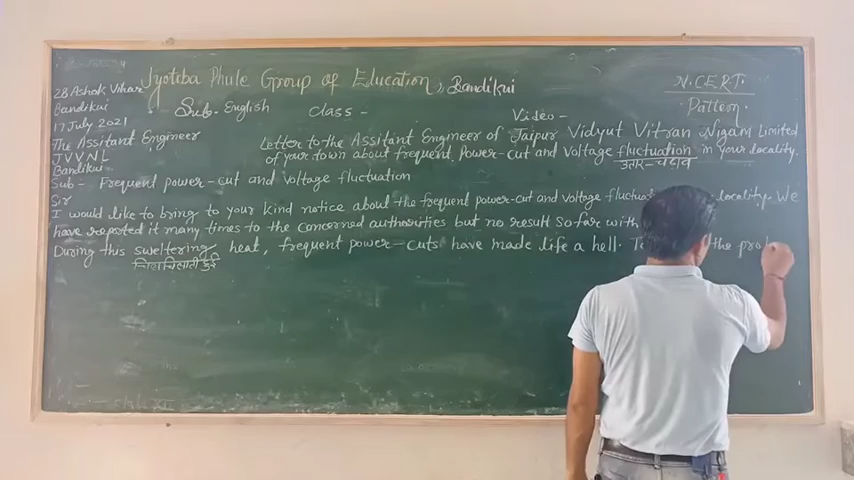 28 Ashok Vihar
Bandikui
17 July 2021
Jyoteba Phule Group of Education, Bandikui
Sub- English Class - Video -
N.CERT.
Pattern
The Assitant Engineer
J V V N L
Bandikui
Letter to the Assitant Engineer of Jaipur Vidyut Vitran Nigam Limited
of your town about frequent Power-cut and Voltage fluctuation in your locality.
उतार-चढ़ाव
Sub- Frequent power-cut and Voltage fluctuation
Sir
I would like to bring to your kind notice about the frequent power-cut and voltage locality. We
have reported it many times to the concerned authorities but no result so far
During this sweltering heat, frequent power-cuts have made life a hell. the
चिलचिलाती हुई